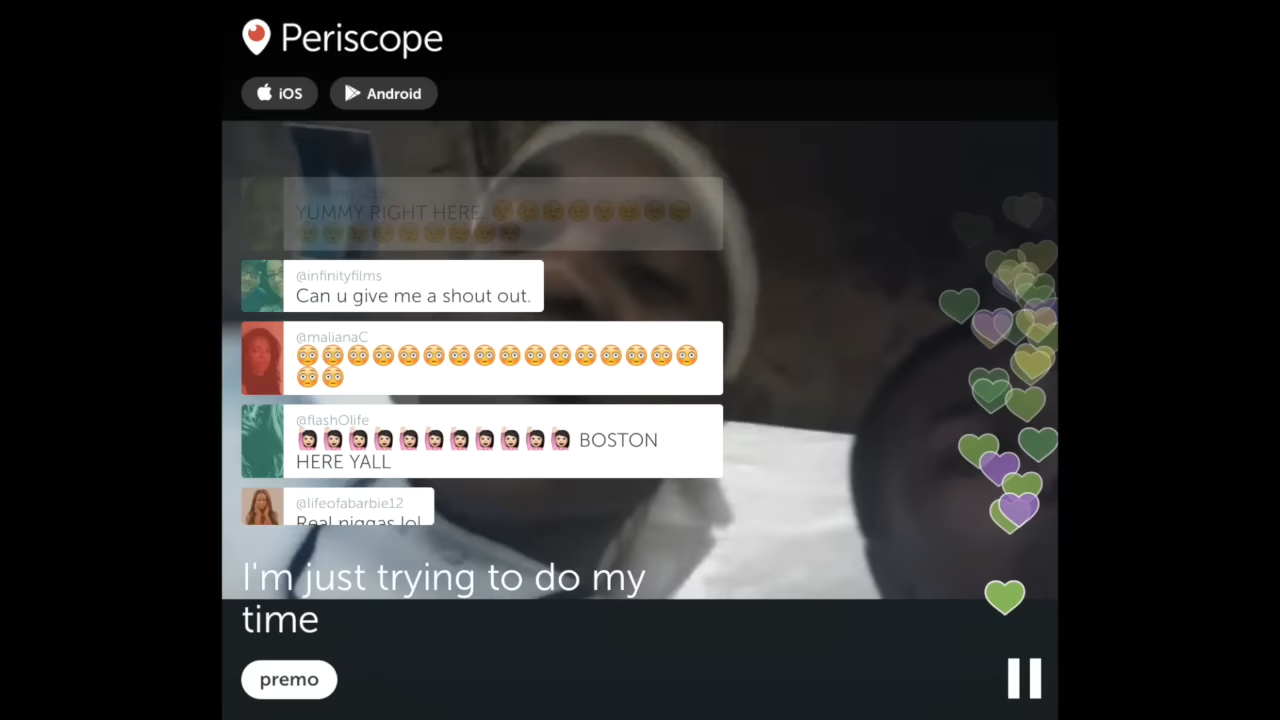 Periscope
iOS
Android
YUMMY RIGHT HERE..
@infinityfilms
Can u give me a shout out.
@malianaC
😳😳😳😳😳😳😳😳😳😳😳😳😳😳😳😳
😳😳
@flashOlife
🙋🙋🙋🙋🙋🙋🙋🙋🙋🙋🙋 BOSTON
HERE YALL
@lifeofabarbie12
Real niggas lol
I'm just trying to do my
time
premo